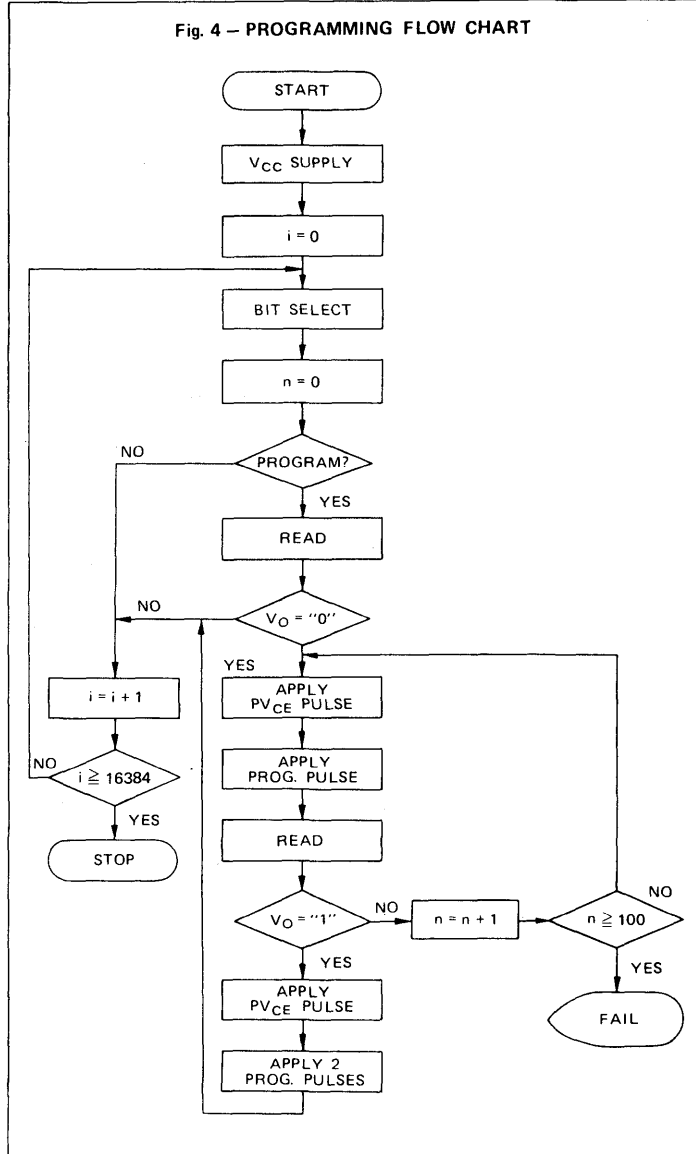 Fig. 4 – PROGRAMMING FLOW CHART
START
VCC SUPPLY
i = 0
BIT SELECT
n = 0
NO
PROGRAM?
YES
READ
NO
VO = "0"
YES
APPLY
PVCE PULSE
i = i + 1
APPLY
PROG. PULSE
NO
i ≧ 16384
YES
READ
STOP
VO = "1"
NO
n = n + 1
n ≧ 100
NO
YES
YES
APPLY
PVCE PULSE
FAIL
APPLY 2
PROG. PULSES